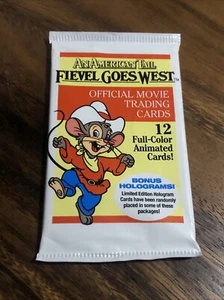 AN AMERICAN TAIL
FIEVEL GOES WEST™
OFFICIAL MOVIE
TRADING
CARDS
12
Full-Color
Animated
Cards!
BONUS
HOLOGRAMS!
Limited Edition Hologram
Cards have been randomly
placed in some of these
packages!